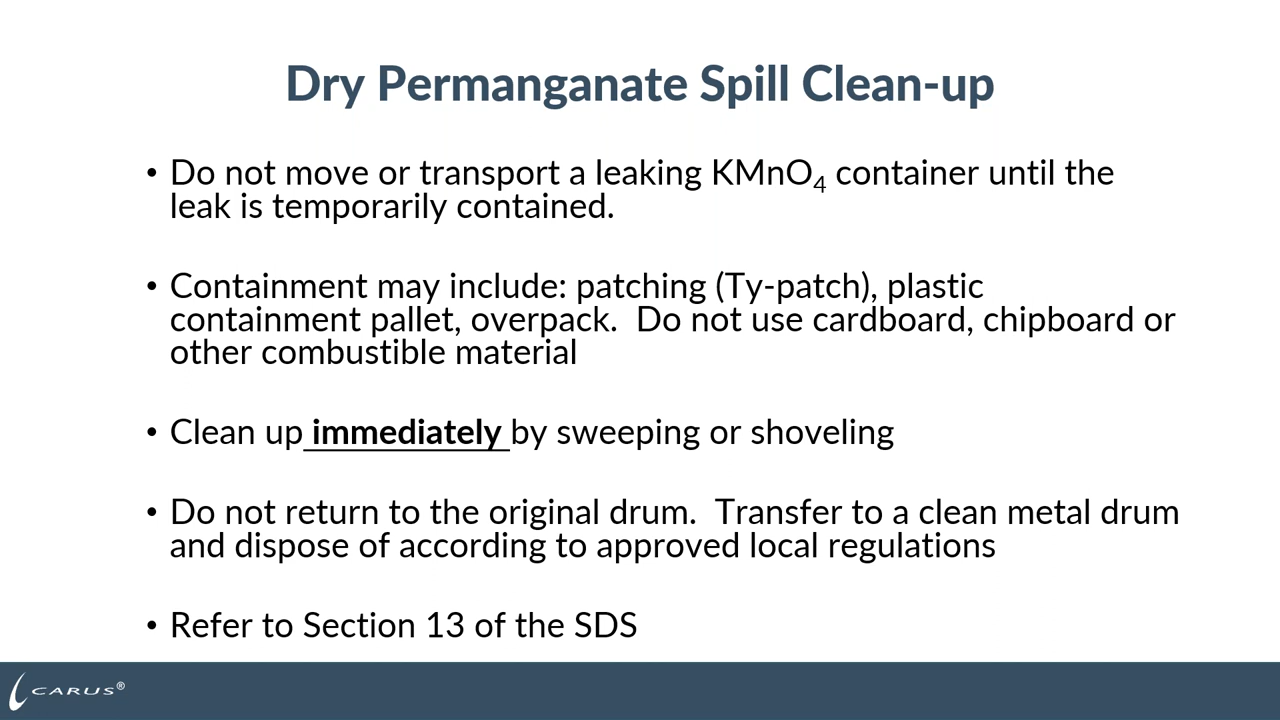 Dry Permanganate Spill Clean-up
• Do not move or transport a leaking KMnO₄ container until the
leak is temporarily contained.
• Containment may include: patching (Ty-patch), plastic
containment pallet, overpack.  Do not use cardboard, chipboard or
other combustible material
• Clean up immediately by sweeping or shoveling
• Do not return to the original drum.  Transfer to a clean metal drum
and dispose of according to approved local regulations
• Refer to Section 13 of the SDS
CARUS®